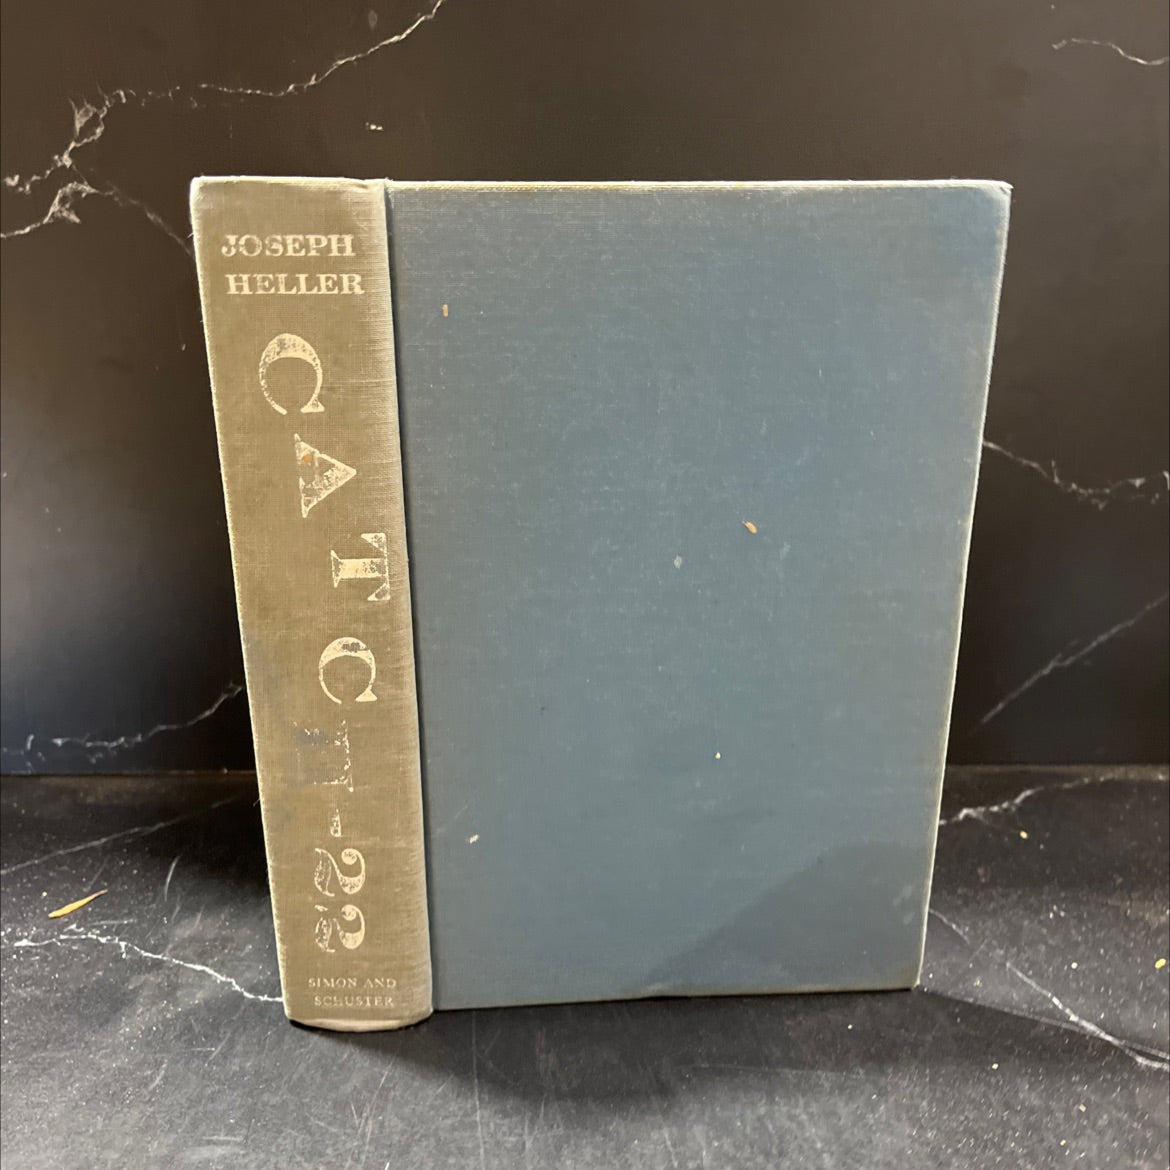 JOSEPH
HELLER
CATCH-22
SIMON AND
SCHUSTER